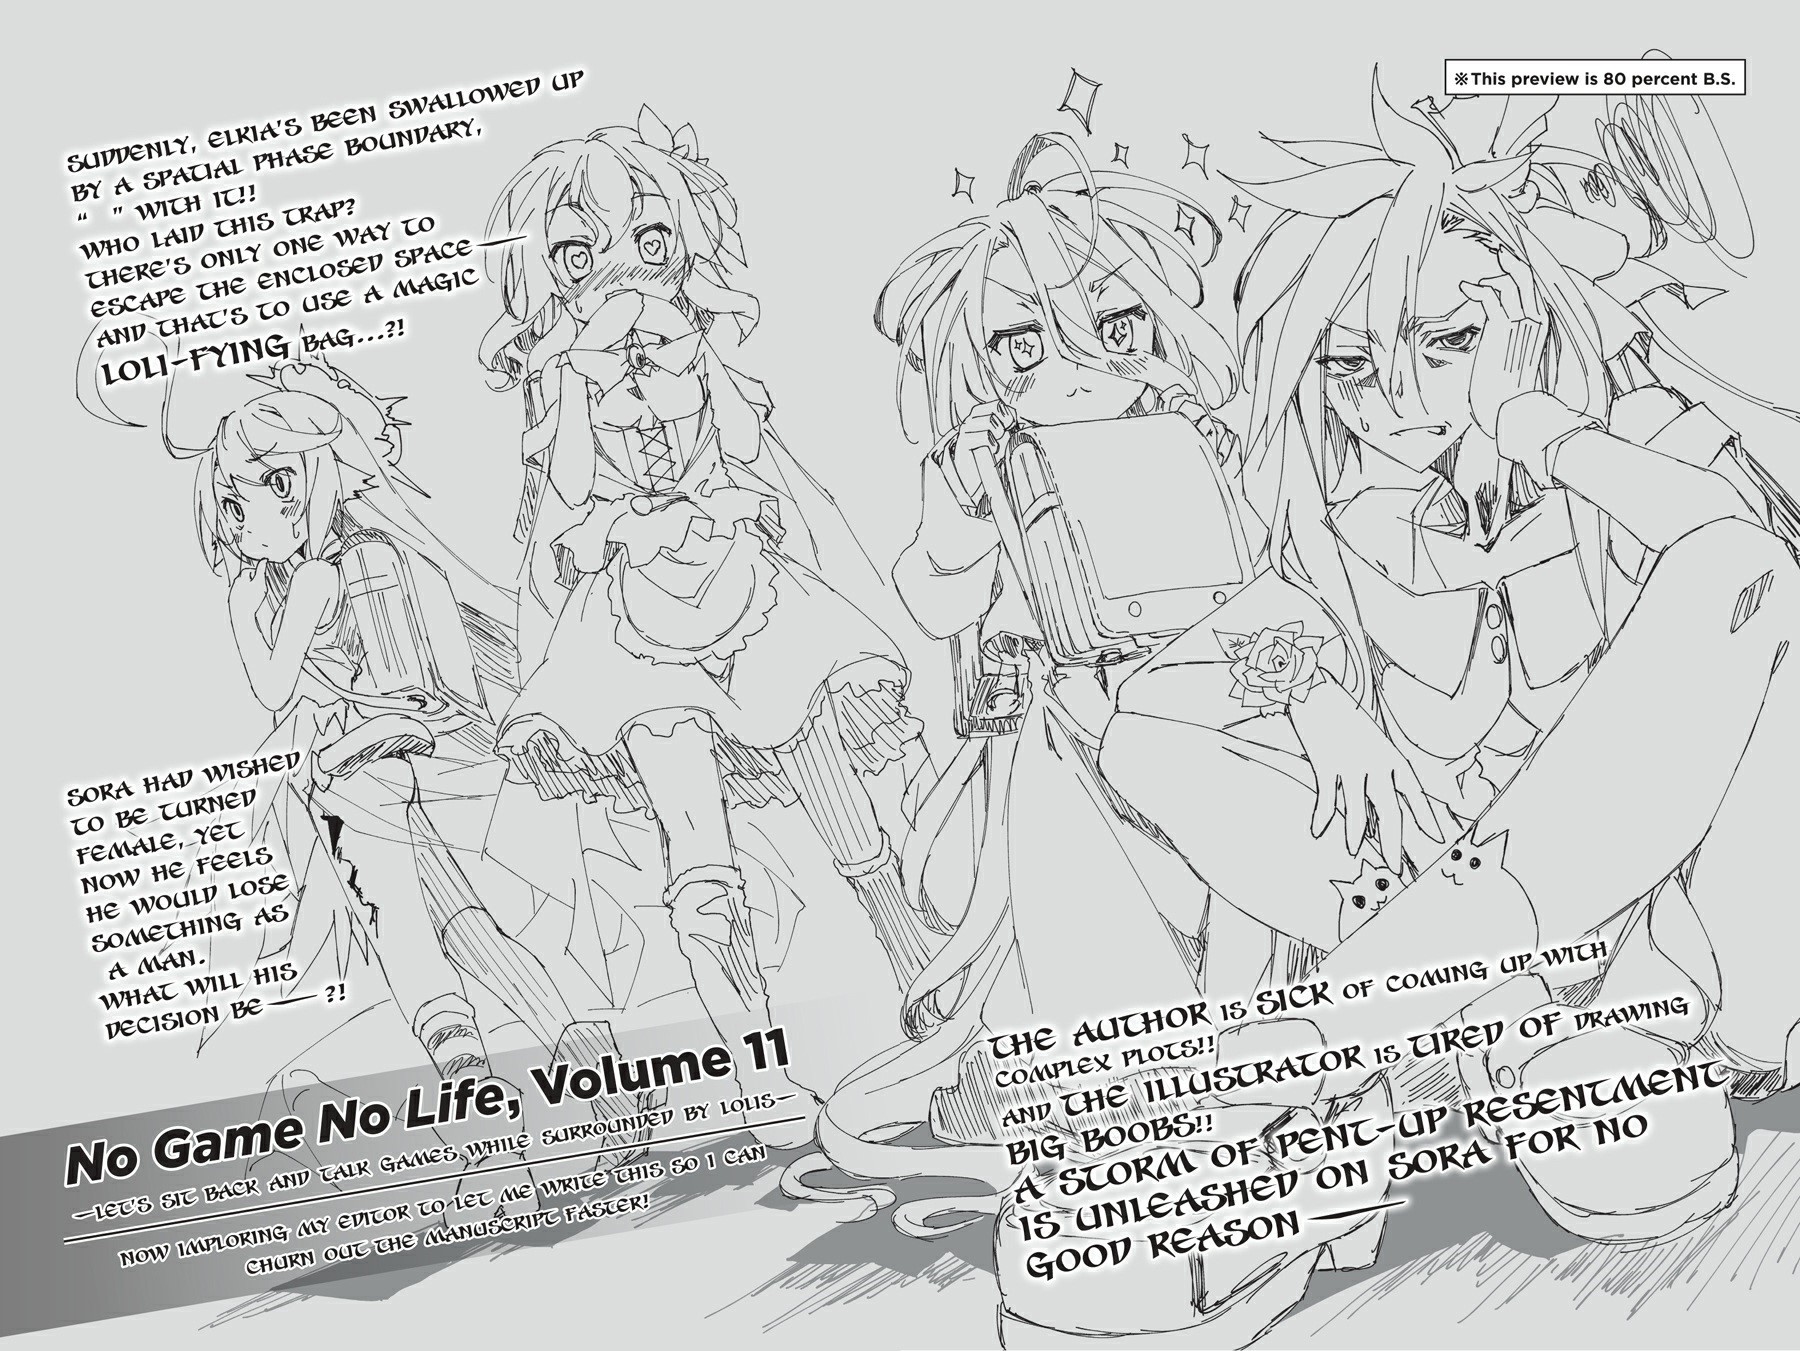 ※This preview is 80 percent B.S.
SUDDENLY, ELKIA'S BEEN SWALLOWED UP
BY A SPATIAL PHASE BOUNDARY,
“ ” WITH IT!!
WHO LAID THIS TRAP?
THERE'S ONLY ONE WAY TO
ESCAPE THE ENCLOSED SPACE—
AND THAT'S TO USE A MAGIC
LOLI-FYING BAG...?!
SORA HAD WISHED
TO BE TURNED
FEMALE, YET
NOW HE FEELS
HE WOULD LOSE
SOMETHING AS
A MAN.
WHAT WILL HIS
DECISION BE—?!
No Game No Life, Volume 11
—LET'S SIT BACK AND TALK GAMES WHILE SURROUNDED BY LOLIS—
NOW IMPLORING MY EDITOR TO LET ME WRITE THIS SO I CAN
CHURN OUT THE MANUSCRIPT FASTER!
THE AUTHOR IS SICK OF COMING UP WITH
COMPLEX PLOTS!!
AND THE ILLUSTRATOR IS TIRED OF DRAWING
BIG BOOBS!!
A STORM OF PENT-UP RESENTMENT
IS UNLEASHED ON SORA FOR NO
GOOD REASON—